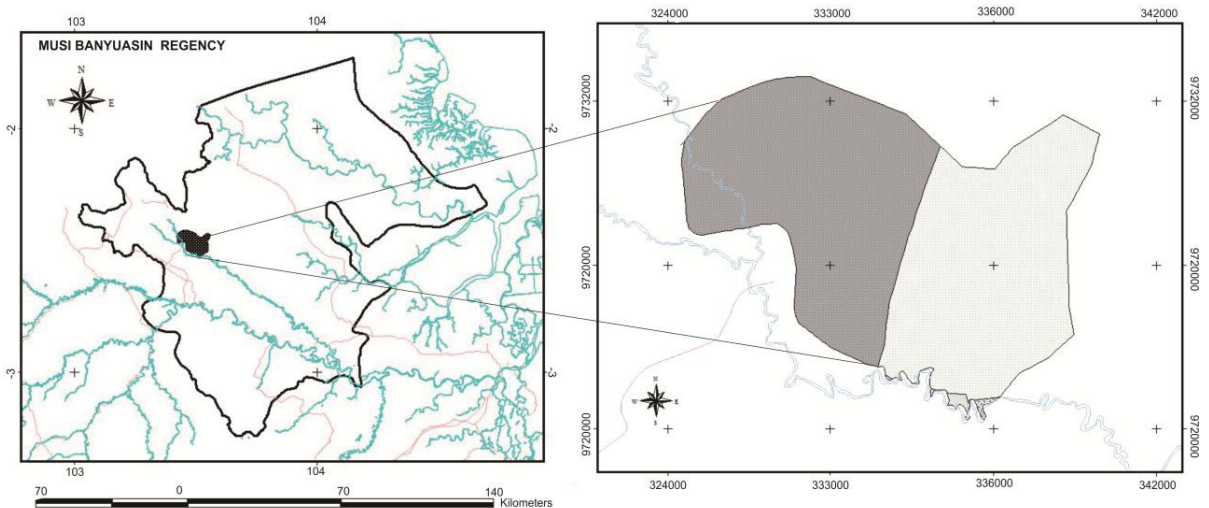 103 104
MUSI BANYUASIN REGENCY
N
W E
S
-2 -2
-3 -3
103 104
70 0 70 140 Kilometers
324000 333000 336000 342000
9732000 9732000
9720000 9720000
N
W E
S
9720000 9720000
324000 333000 336000 342000